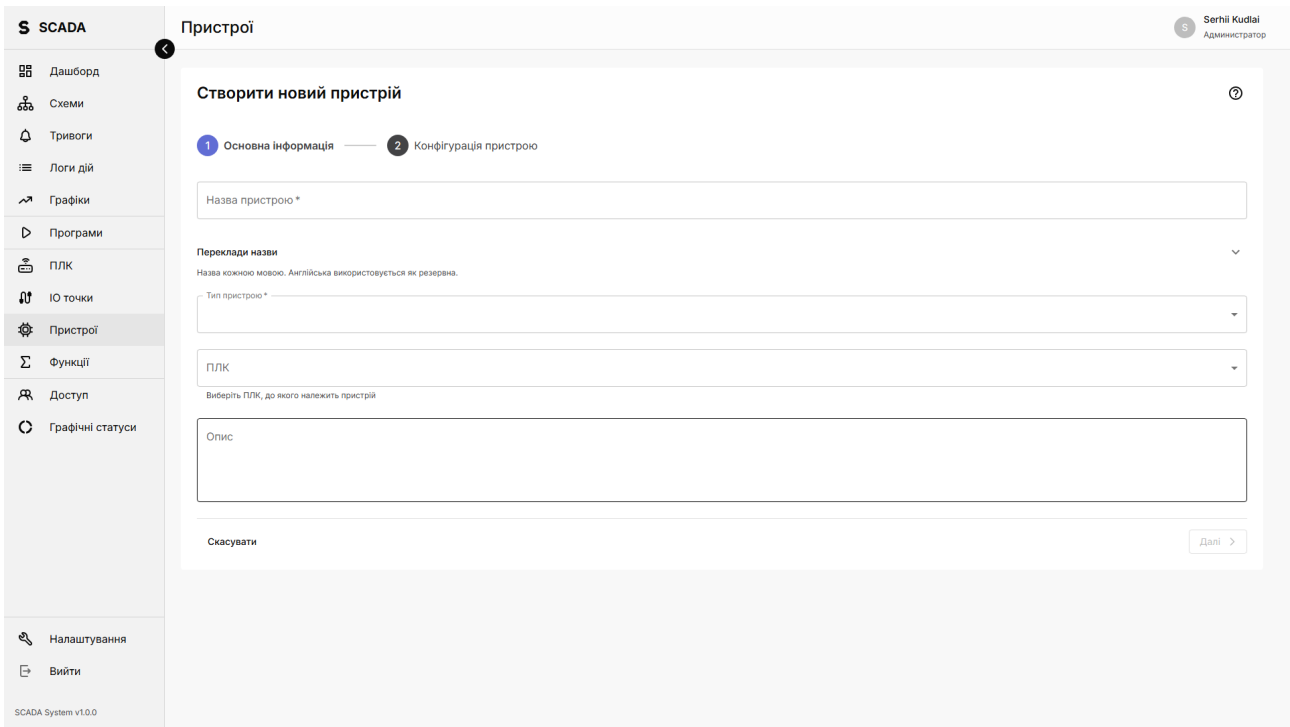 SCADA
Пристрої
S
Serhii Kudlai
Администратор
Дашборд
Схеми
Тривоги
Логи дій
Графіки
Програми
ПЛК
IO точки
Пристрої
Функції
Доступ
Графічні статуси
Налаштування
Вийти
SCADA System v1.0.0
Створити новий пристрій
1 Основна інформація
2 Конфігурація пристрою
Назва пристрою *
Переклади назви
Назва кожною мовою. Англійська використовується як резервна.
Тип пристрою *
ПЛК
Виберіть ПЛК, до якого належить пристрій
Опис
Скасувати
Далі